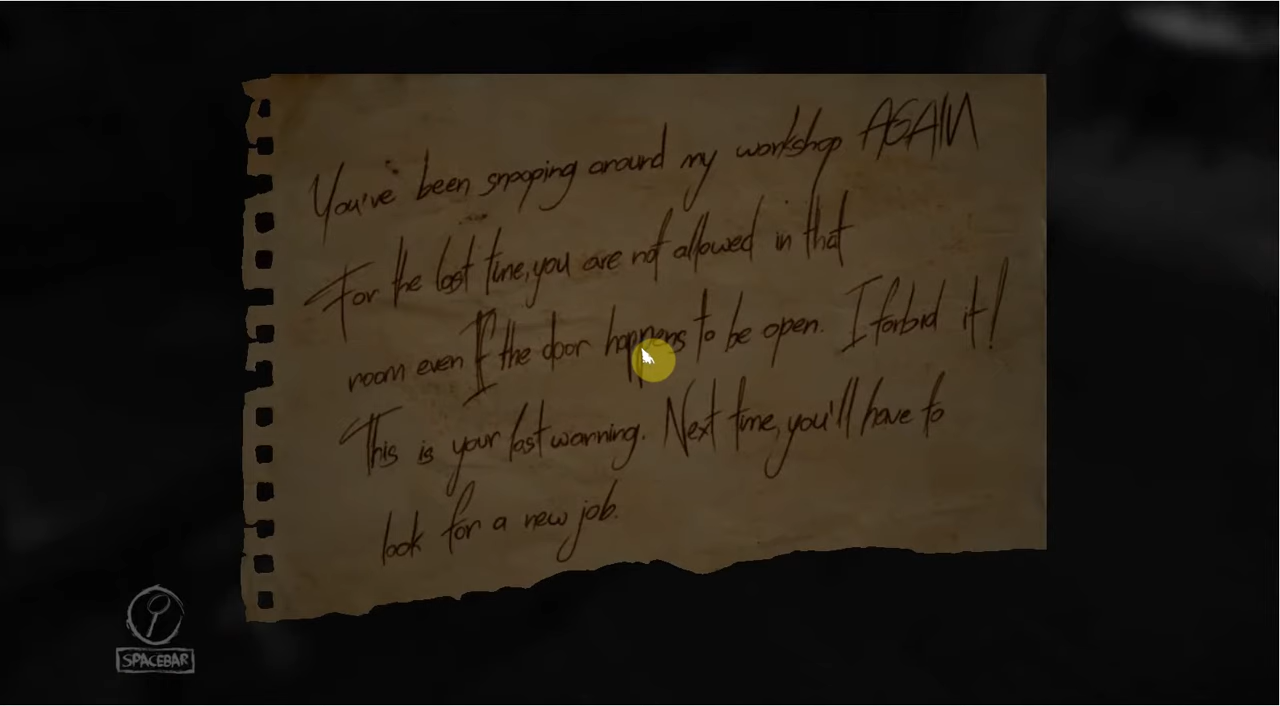 You've been snooping around my workshop AGAIN
For the last time, you are not allowed in that
room even If the door happens to be open. I forbid it!
This is your last warning. Next time, you'll have to
look for a new job.
SPACEBAR